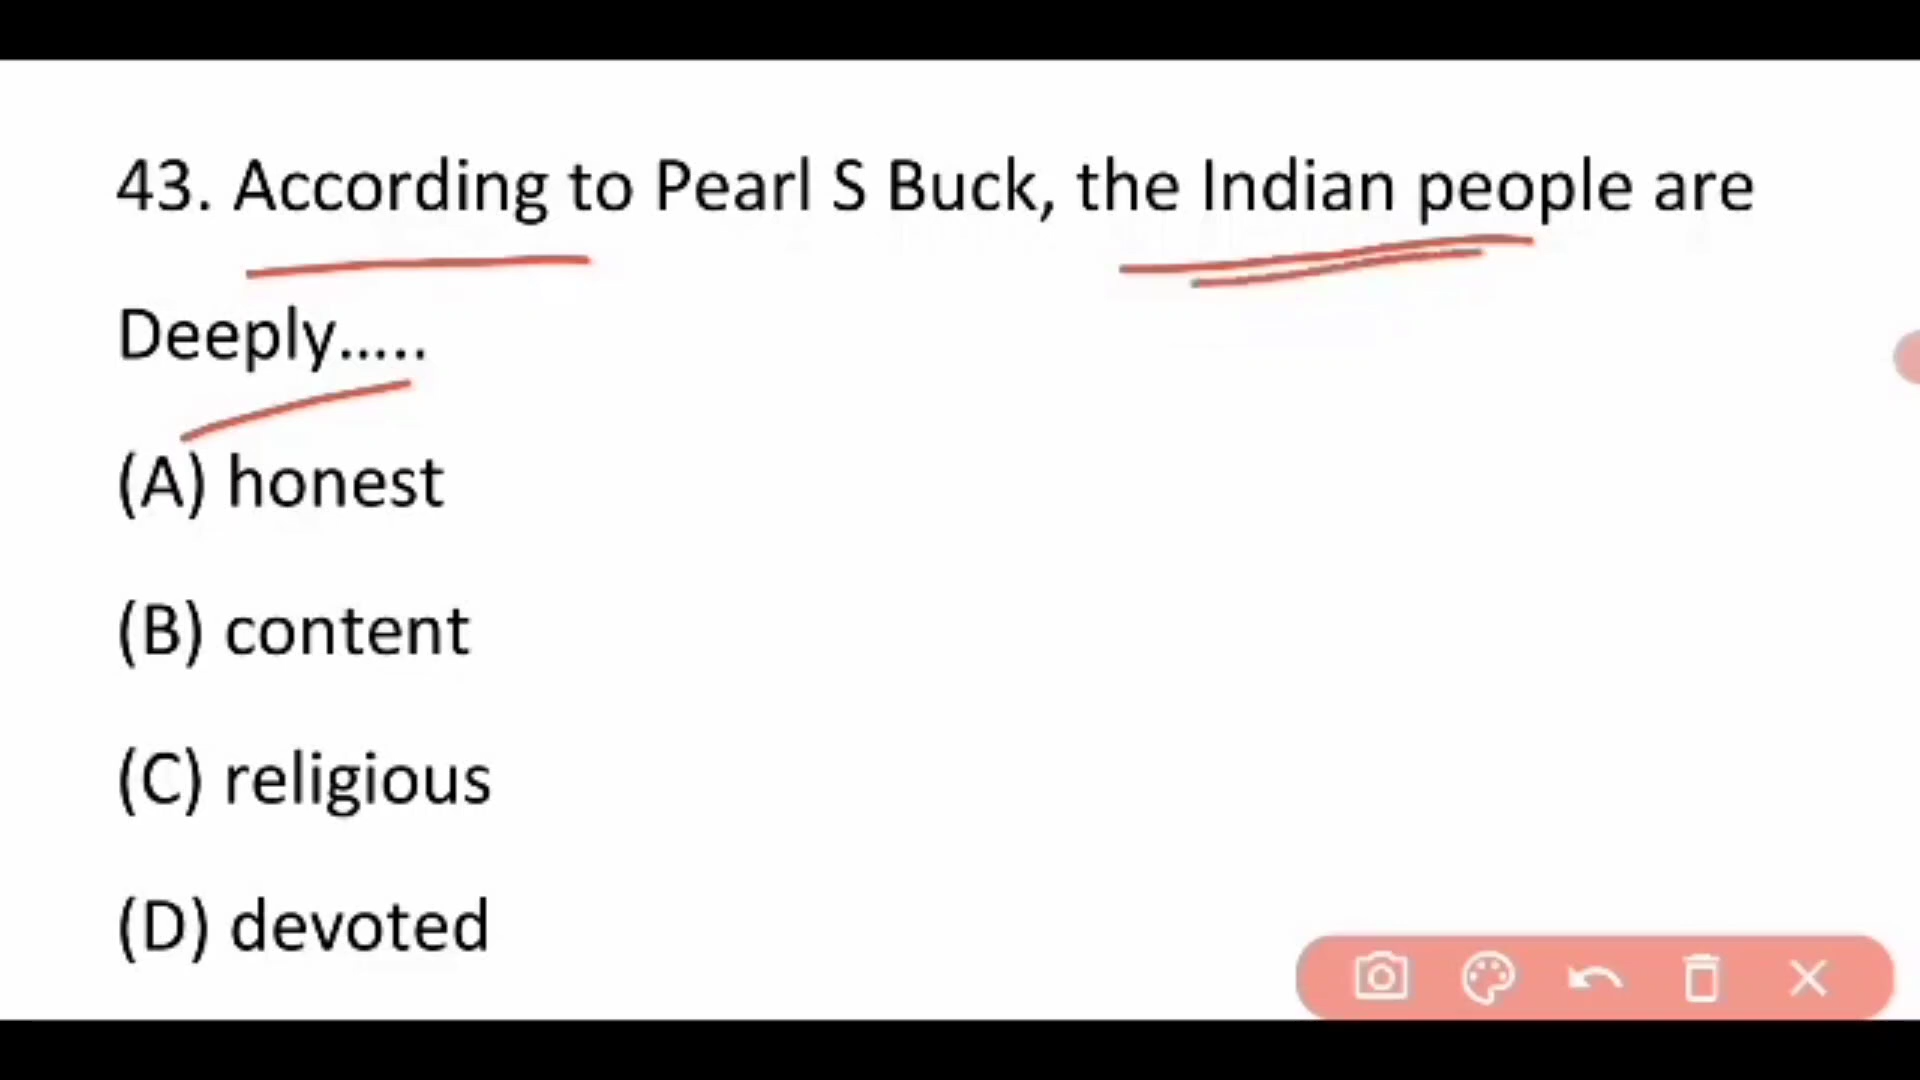 43. According to Pearl S Buck, the Indian people are
Deeply.....
(A) honest
(B) content
(C) religious
(D) devoted